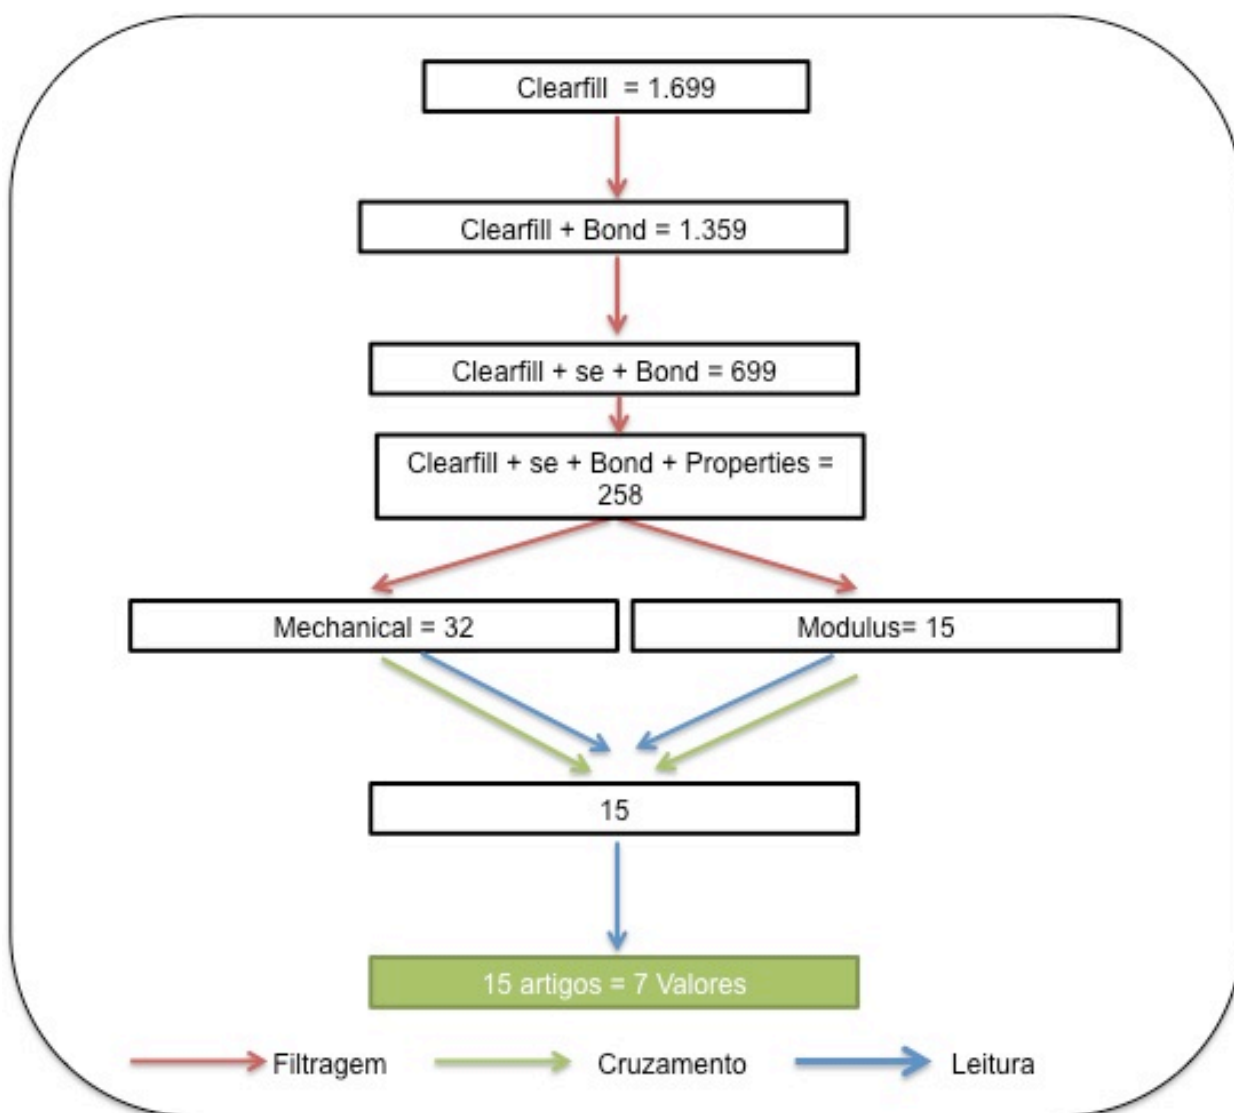 Clearfill = 1.699
Clearfill + Bond = 1.359
Clearfill + se + Bond = 699
Clearfill + se + Bond + Properties =
258
Mechanical = 32
Modulus= 15
15
15 artigos = 7 Valores
Filtragem
Cruzamento
Leitura